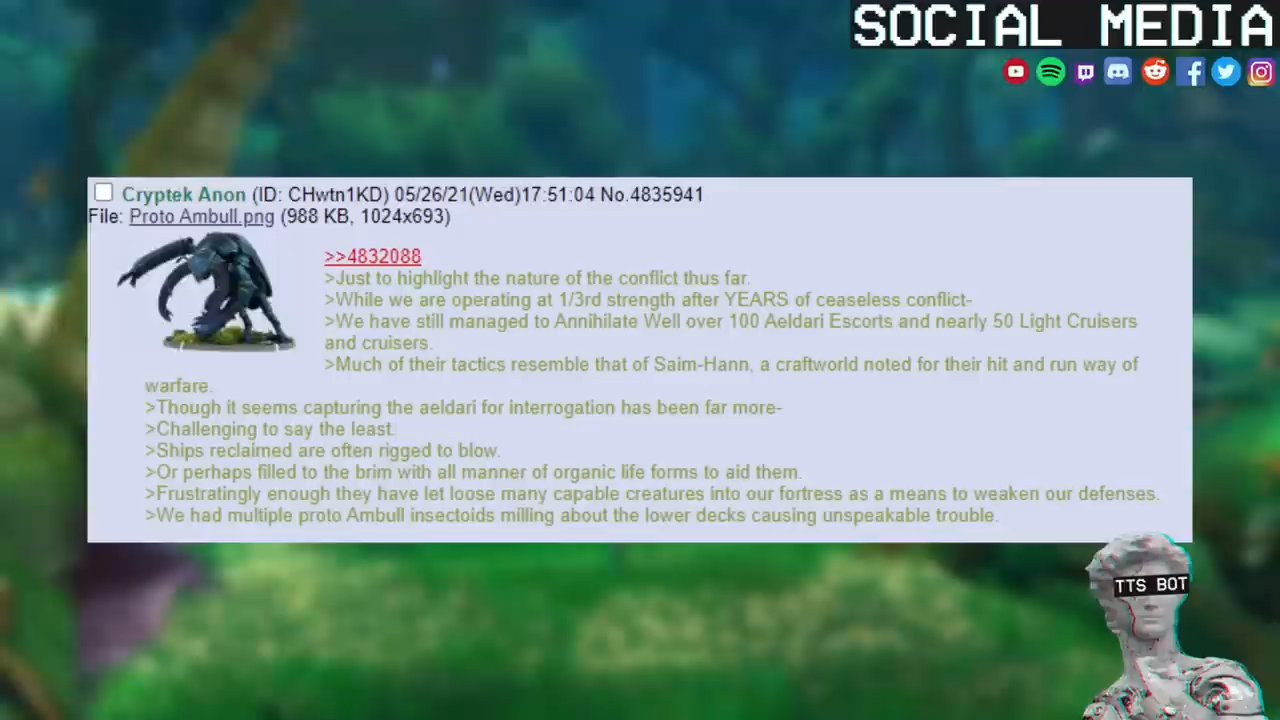 SOCIAL MEDIA
Cryptek Anon (ID: CHwtn1KD) 05/26/21(Wed)17:51:04 No.4835941
File: Proto Ambull.png (988 KB, 1024x693)
>>4832088
>Just to highlight the nature of the conflict thus far.
>While we are operating at 1/3rd strength after YEARS of ceaseless conflict-
>We have still managed to Annihilate Well over 100 Aeldari Escorts and nearly 50 Light Cruisers
and cruisers.
>Much of their tactics resemble that of Saim-Hann, a craftworld noted for their hit and run way of
warfare.
>Though it seems capturing the aeldari for interrogation has been far more-
>Challenging to say the least.
>Ships reclaimed are often rigged to blow.
>Or perhaps filled to the brim with all manner of organic life forms to aid them.
>Frustratingly enough they have let loose many capable creatures into our fortress as a means to weaken our defenses.
>We had multiple proto Ambull insectoids milling about the lower decks causing unspeakable trouble.
TTS BOT